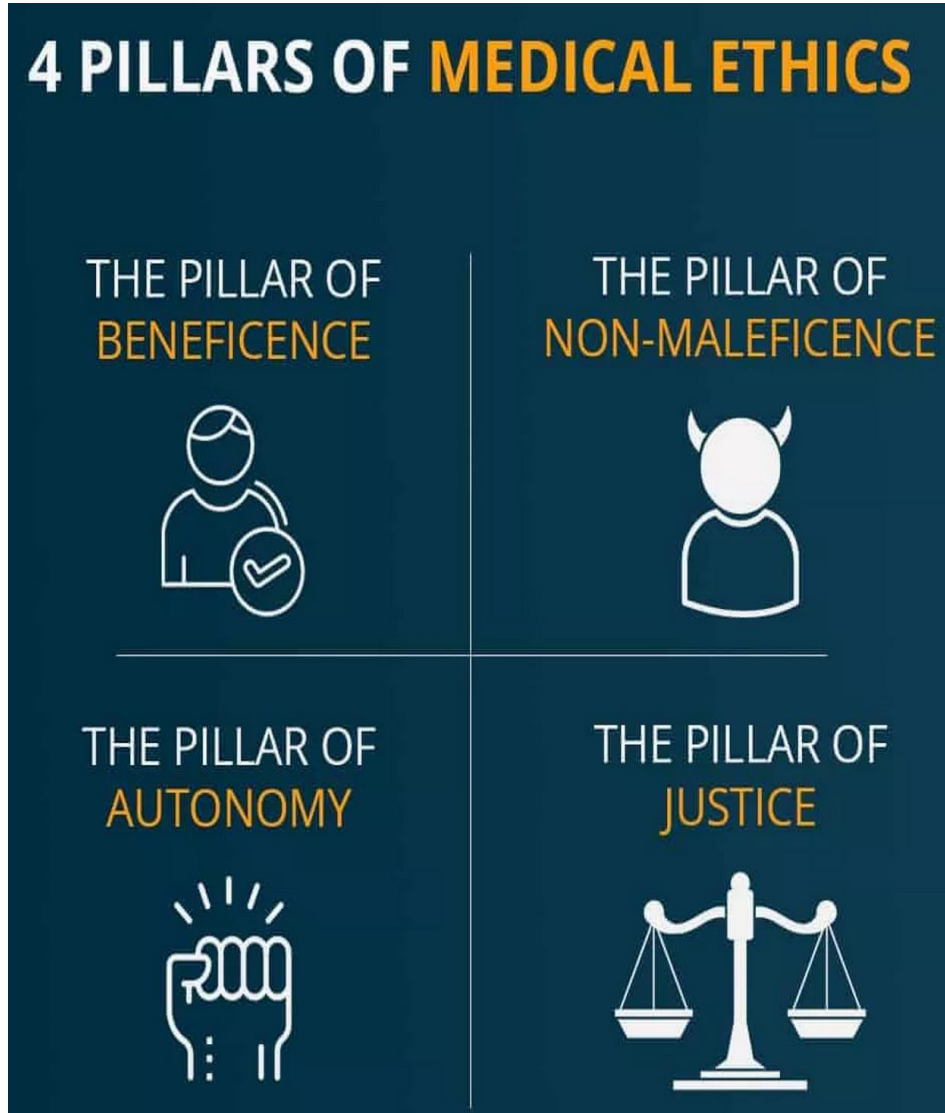 4 PILLARS OF MEDICAL ETHICS
THE PILLAR OF
BENEFICENCE
THE PILLAR OF
NON-MALEFICENCE
THE PILLAR OF
AUTONOMY
THE PILLAR OF
JUSTICE